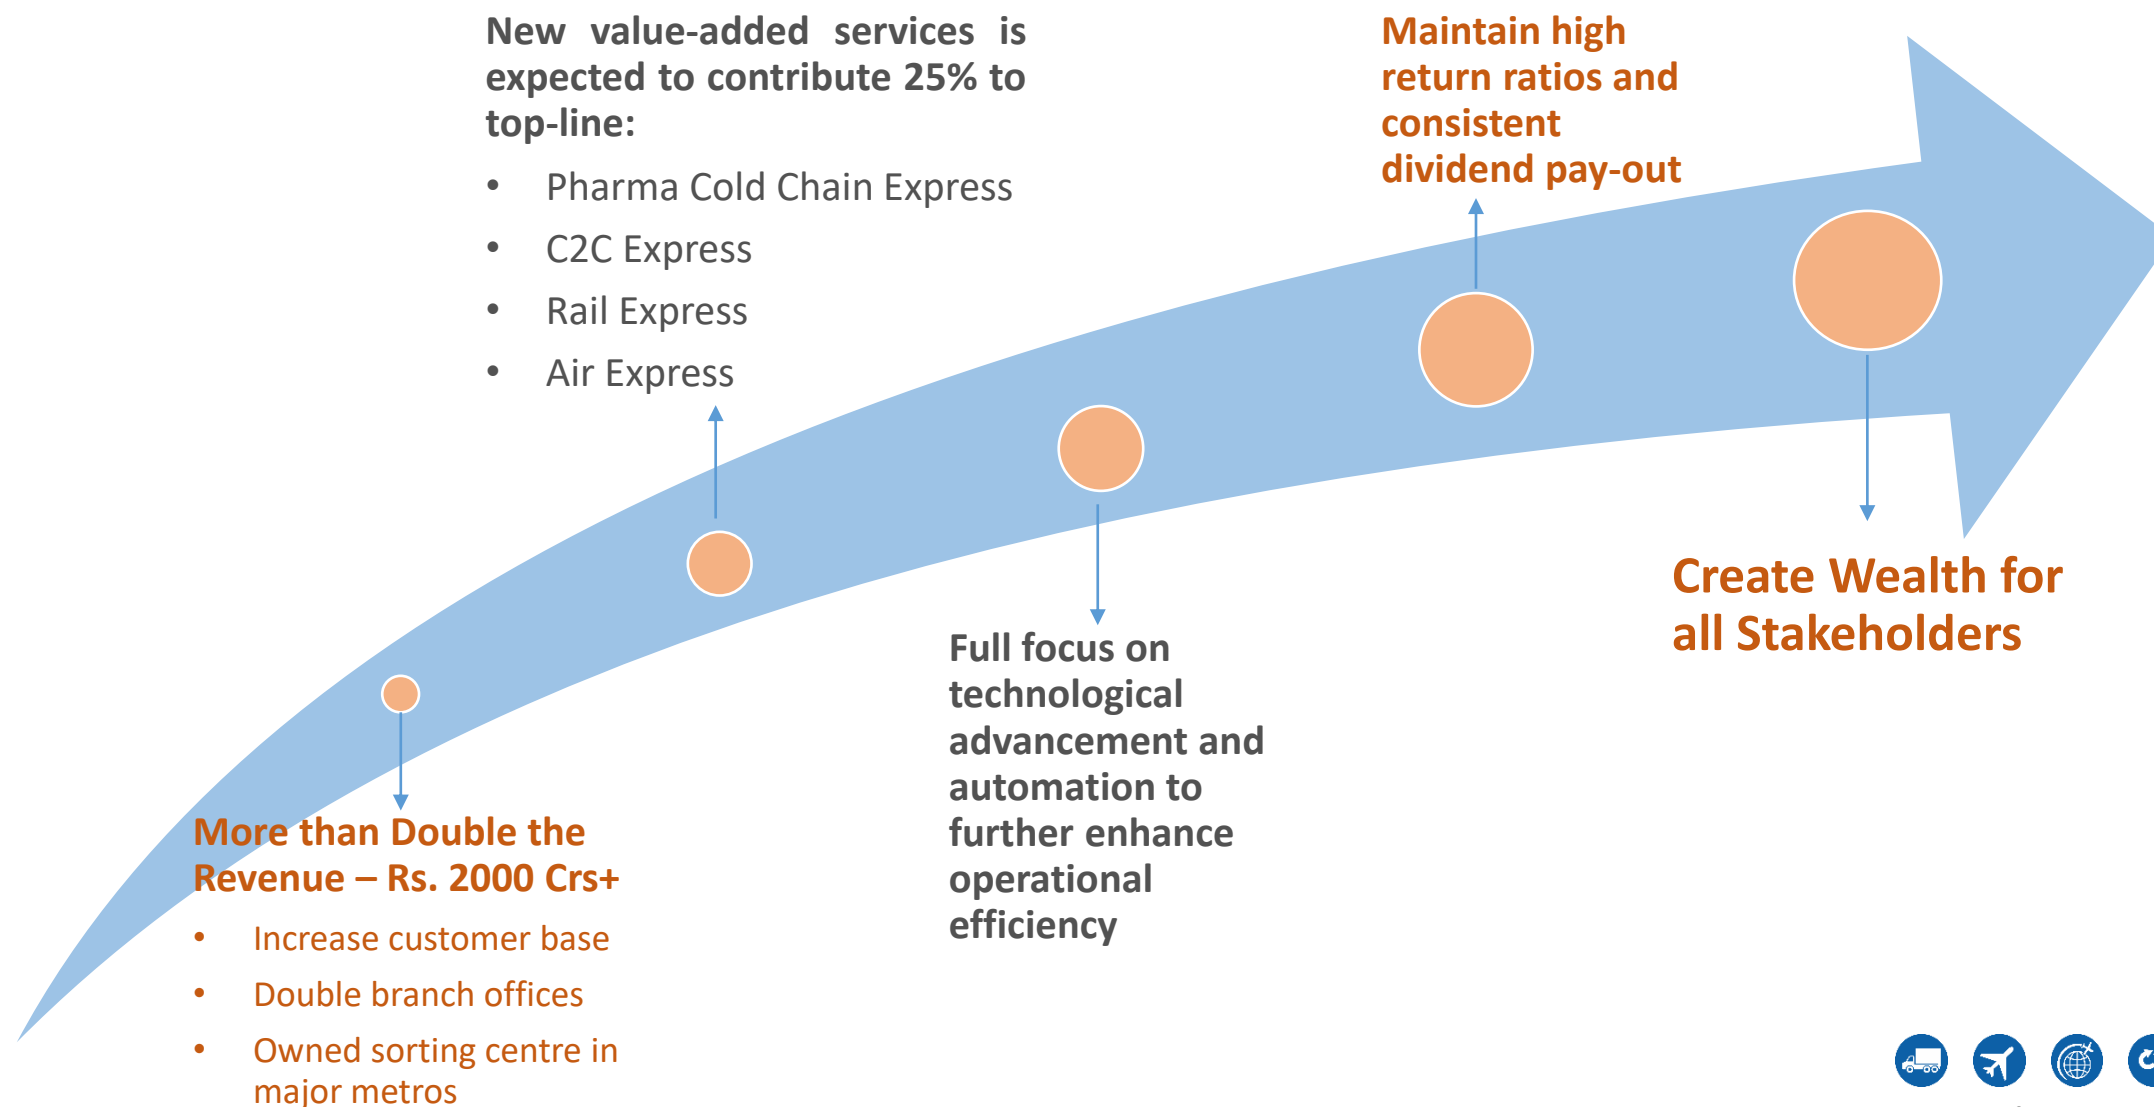 New value-added services is
expected to contribute 25% to
top-line:
• Pharma Cold Chain Express
• C2C Express
• Rail Express
• Air Express
Maintain high
return ratios and
consistent
dividend pay-out
Create Wealth for
all Stakeholders
Full focus on
technological
advancement and
automation to
further enhance
operational
efficiency
More than Double the
Revenue – Rs. 2000 Crs+
• Increase customer base
• Double branch offices
• Owned sorting centre in
major metros